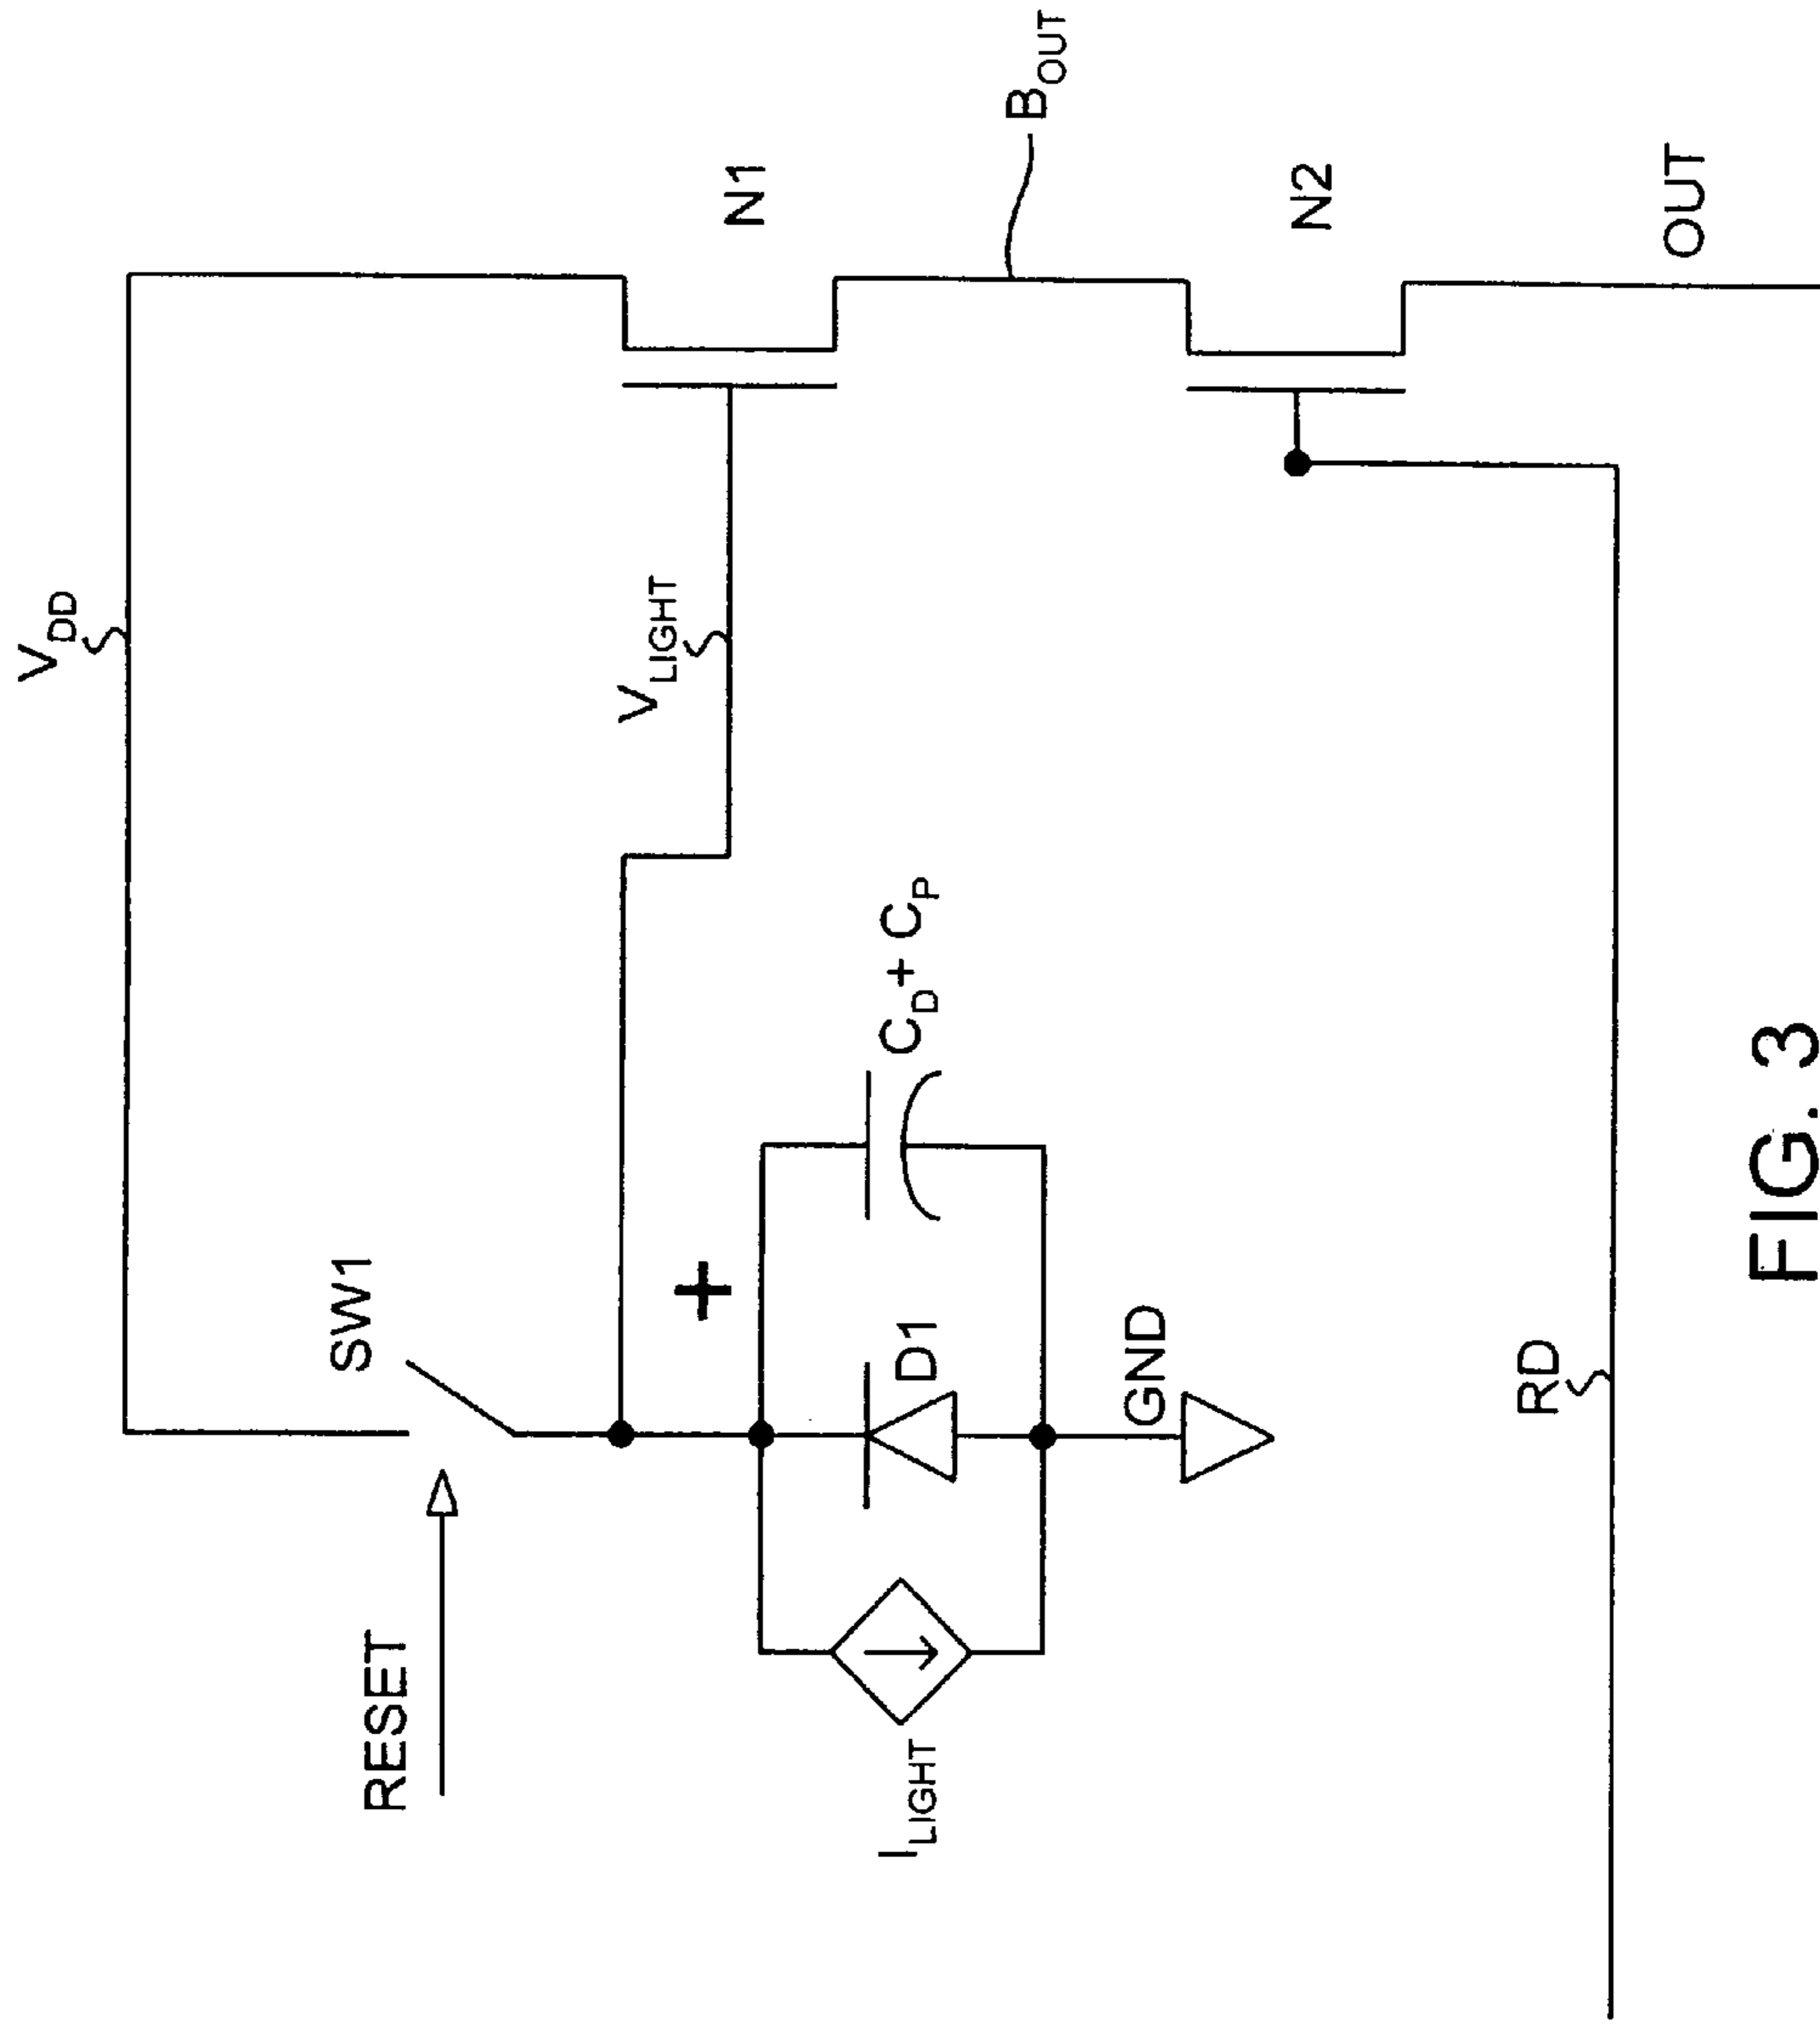 V_DD
RESET
SW1
V_LIGHT
N1
+
I_LIGHT
D1
C_D + C_P
B_OUT
GND
N2
RD
OUT
FIG. 3